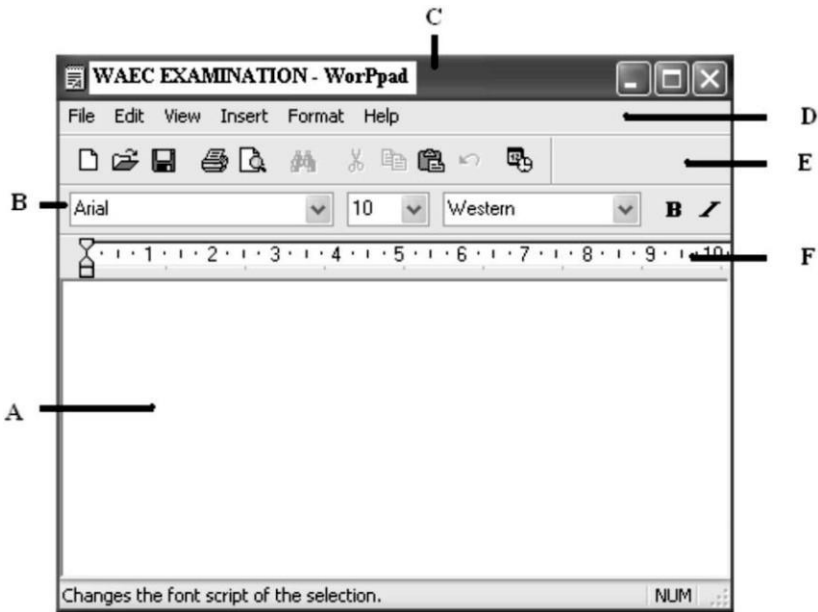 C
WAEC EXAMINATION - WorPpad
File Edit View Insert Format Help
D
E
B
Arial 10 Western B I
1 2 3 4 5 6 7 8 9 10
F
A
Changes the font script of the selection. NUM